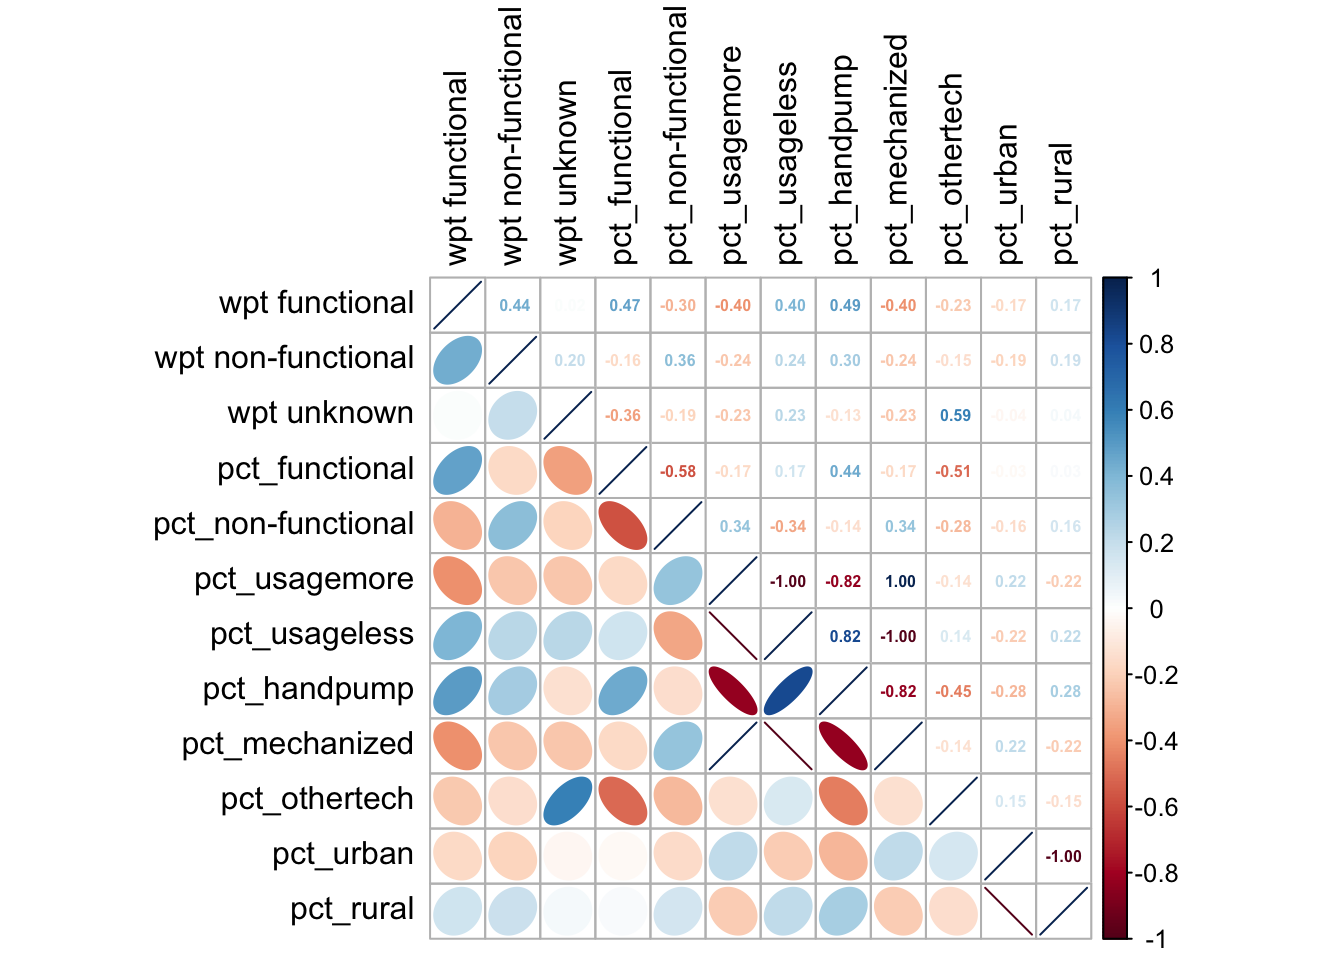 wpt functional
wpt non-functional
wpt unknown
pct_functional
pct_non-functional
pct_usagemore
pct_usageless
pct_handpump
pct_mechanized
pct_othertech
pct_urban
pct_rural
wpt functional 0.44 0.47 -0.30 -0.40 0.40 0.49 -0.40 -0.23 -0.17 0.17
wpt non-functional 0.20 -0.16 0.36 -0.24 0.24 0.30 -0.24 -0.15 -0.19 0.19
wpt unknown -0.36 -0.19 -0.23 0.23 -0.13 -0.23 0.59 -0.04 0.04
pct_functional -0.58 -0.17 0.17 0.44 -0.17 -0.51 -0.03 0.03
pct_non-functional 0.34 -0.34 -0.14 0.34 -0.28 -0.16 0.16
pct_usagemore -1.00 -0.82 1.00 -0.14 0.22 -0.22
pct_usageless 0.82 -1.00 0.14 -0.22 0.22
pct_handpump -0.82 -0.45 -0.28 0.28
pct_mechanized -0.14 0.22 -0.22
pct_othertech 0.15 -0.15
pct_urban -1.00
pct_rural
1
0.8
0.6
0.4
0.2
0
-0.2
-0.4
-0.6
-0.8
-1